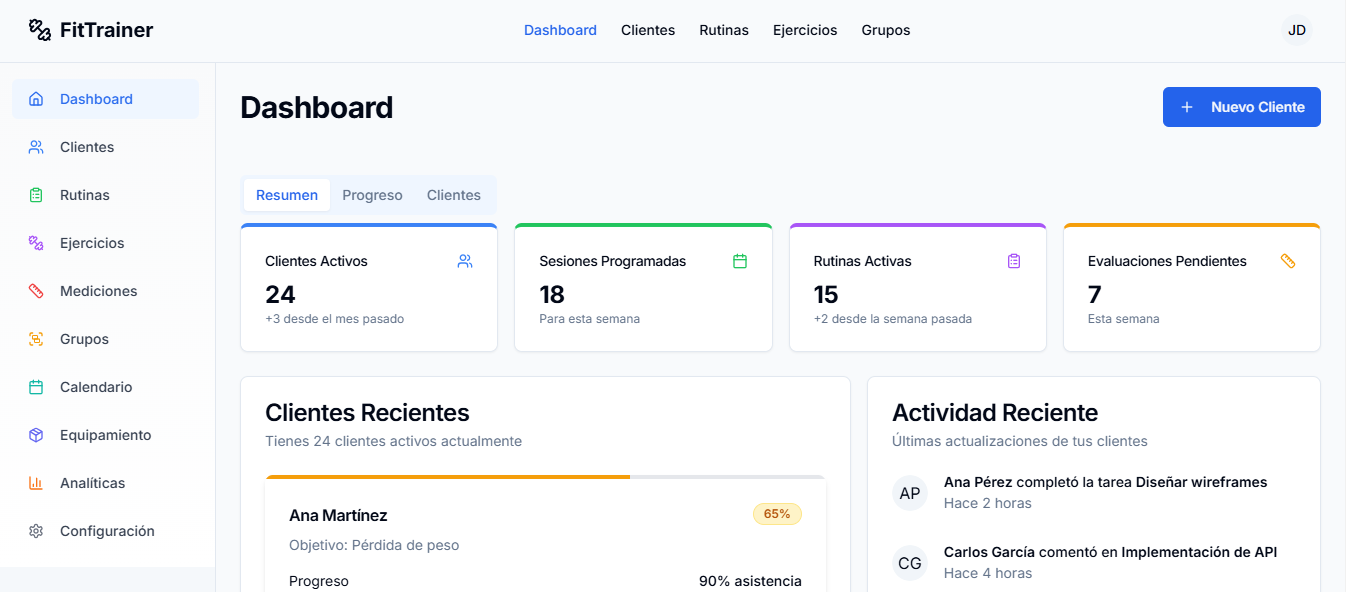 FitTrainer
Dashboard Clientes Rutinas Ejercicios Grupos
JD
Dashboard
Clientes
Rutinas
Ejercicios
Mediciones
Grupos
Calendario
Equipamiento
Analíticas
Configuración
Dashboard
Nuevo Cliente
Resumen Progreso Clientes
Clientes Activos
24
+3 desde el mes pasado
Sesiones Programadas
18
Para esta semana
Rutinas Activas
15
+2 desde la semana pasada
Evaluaciones Pendientes
7
Esta semana
Clientes Recientes
Tienes 24 clientes activos actualmente
Ana Martínez
65%
Objetivo: Pérdida de peso
Progreso
90% asistencia
Actividad Reciente
Últimas actualizaciones de tus clientes
AP
Ana Pérez completó la tarea Diseñar wireframes
Hace 2 horas
CG
Carlos García comentó en Implementación de API
Hace 4 horas